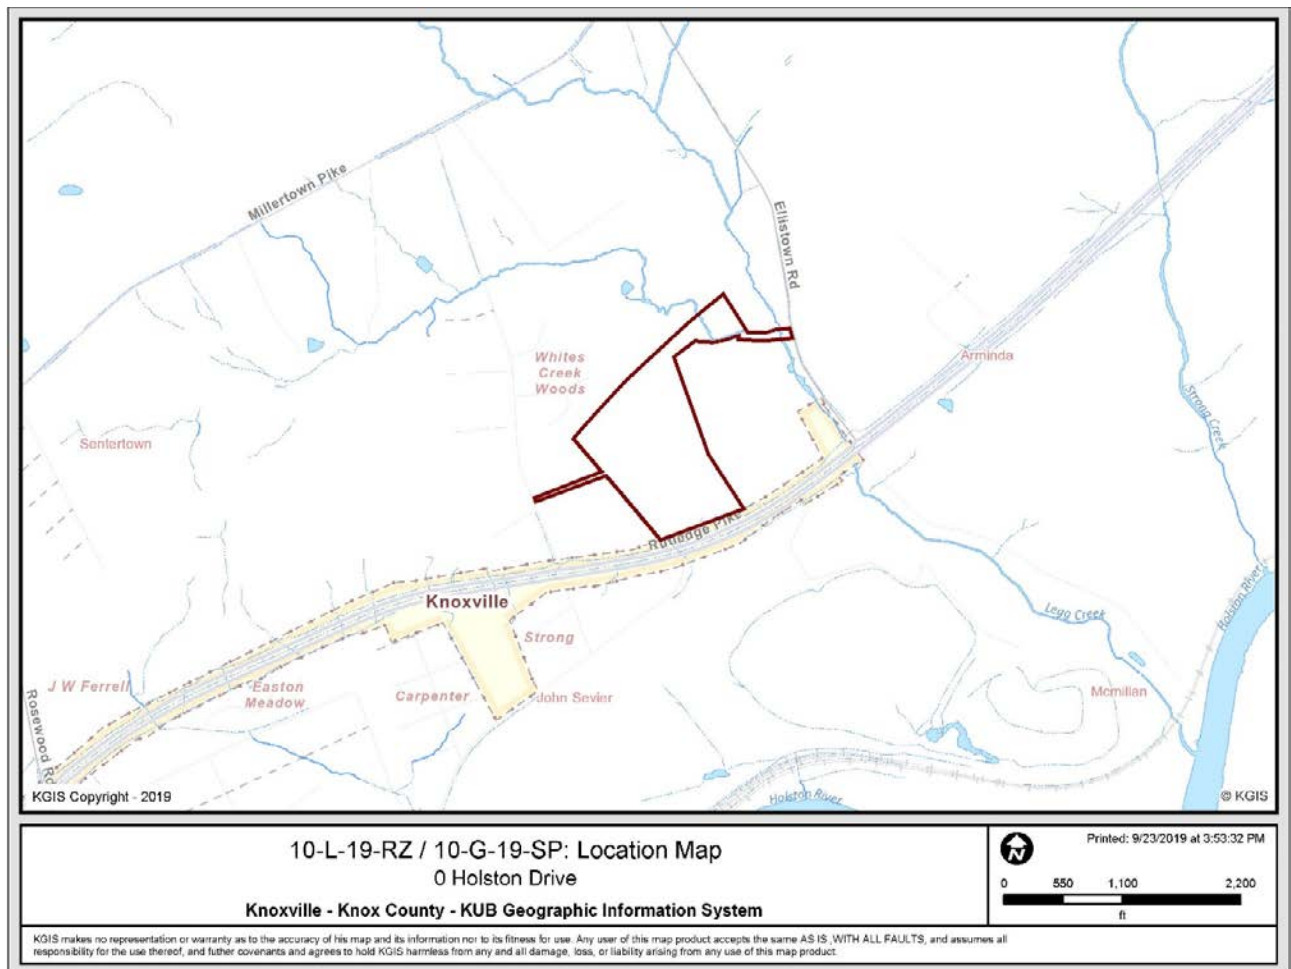 Millertown Pike
Ellistown Rd
Whites
Creek
Woods
Arminda
Strong Creek
Sentertown
Rutledge Pike
Knoxville
Strong
Legg Creek
Holston River
J W Ferrell
Easton
Meadow
Carpenter
John Sevier
Mcmillan
Rosewood Rd
Holston River
KGIS Copyright - 2019
© KGIS
10-L-19-RZ / 10-G-19-SP: Location Map
0 Holston Drive
Knoxville - Knox County - KUB Geographic Information System
N
Printed: 9/23/2019 at 3:53:32 PM
0 550 1,100 2,200
ft
KGIS makes no representation or warranty as to the accuracy of his map and its information nor to its fitness for use. Any user of this map product accepts the same AS IS ,WITH ALL FAULTS, and assumes all
responsibility for the use thereof, and futher covenants and agrees to hold KGIS harmless from any and all damage, loss, or liability arising from any use of this map product.